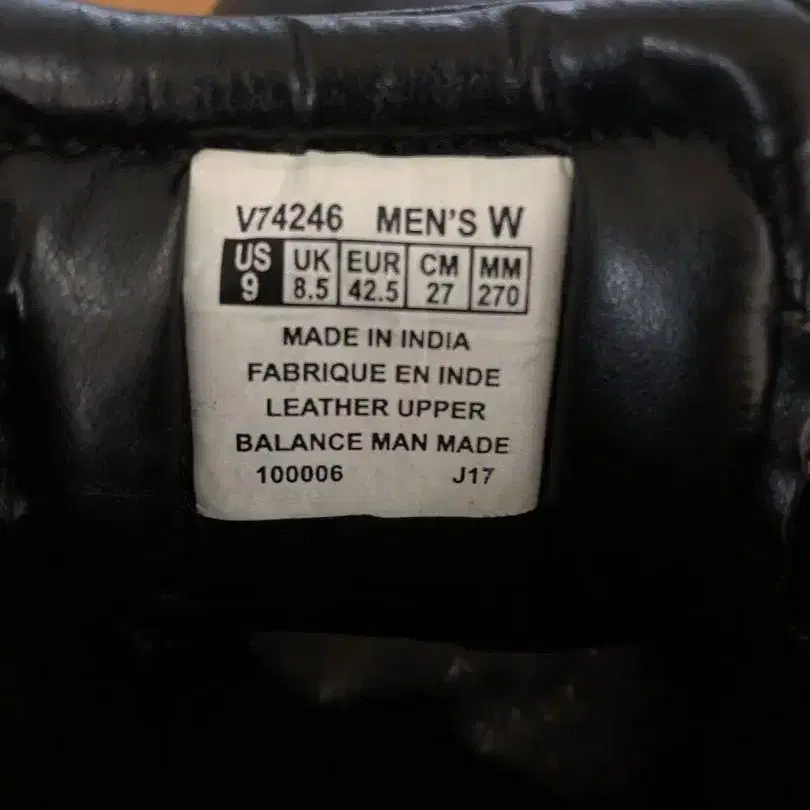 V74246 MEN'S W
US UK EUR CM MM
9 8.5 42.5 27 270
MADE IN INDIA
FABRIQUE EN INDE
LEATHER UPPER
BALANCE MAN MADE
100006 J17